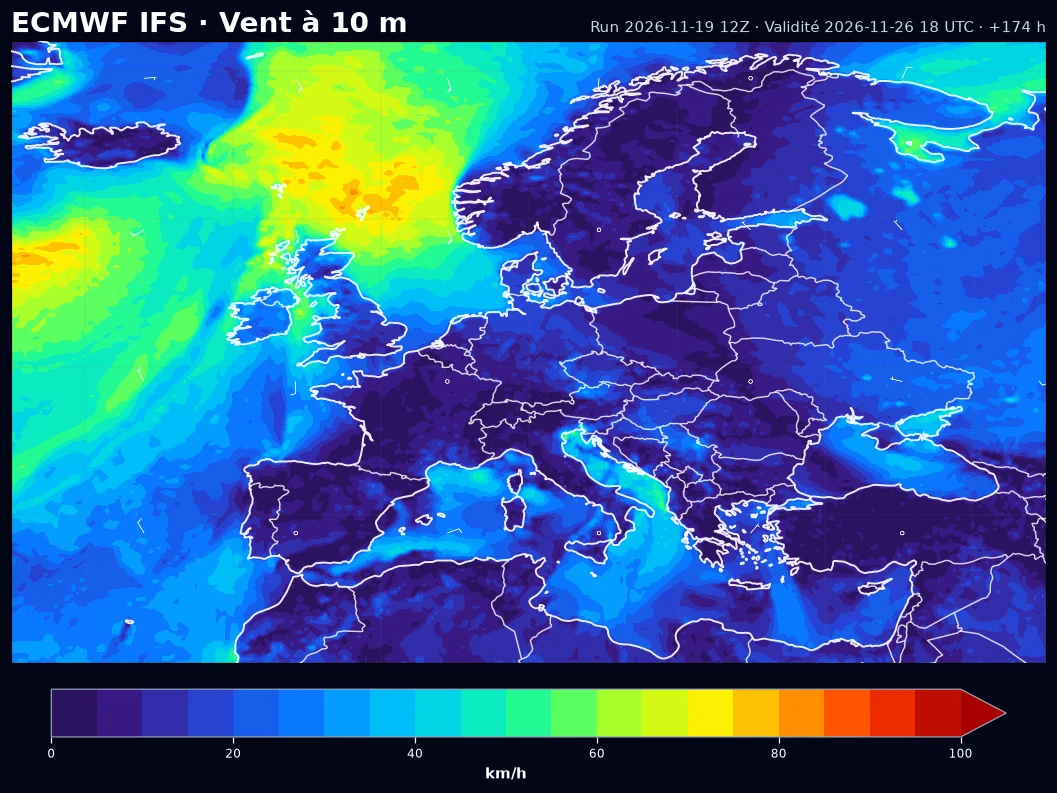 ECMWF IFS · Vent à 10 m
Run 2026-11-19 12Z · Validité 2026-11-26 18 UTC · +174 h
0 20 40 60 80 100
km/h